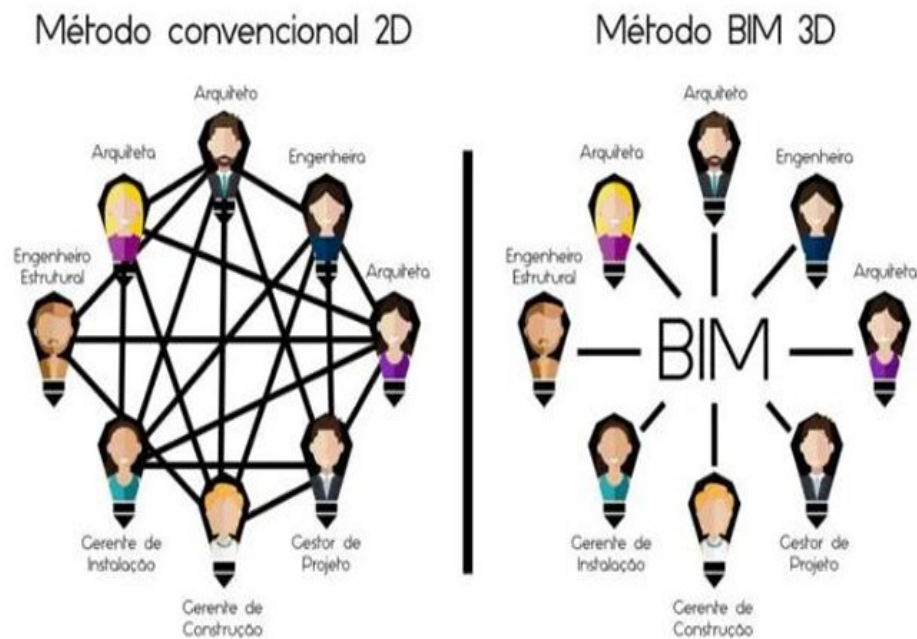 Método convencional 2D
Arquiteto
Arquiteta
Engenheira
Engenheiro
Estrutural
Arquiteta
Gerente de
Instalação
Gestor de
Projeto
Gerente de
Construção
Método BIM 3D
Arquiteto
Arquiteta
Engenheira
Engenheiro
Estrutural
Arquiteta
BIM
Gerente de
Instalação
Gestor de
Projeto
Gerente de
Construção